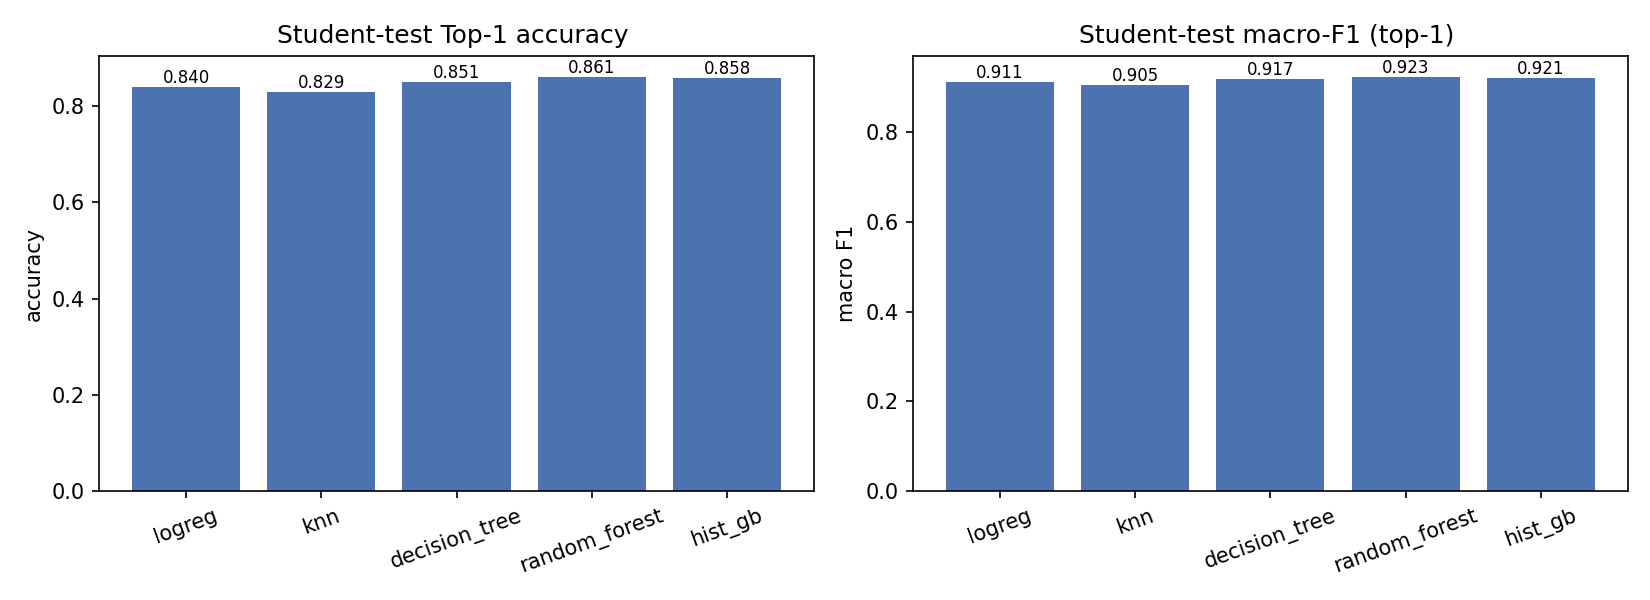 Student-test Top-1 accuracy
accuracy
0.8
0.6
0.4
0.2
0.0
0.840
0.829
0.851
0.861
0.858
logreg
knn
decision_tree
random_forest
hist_gb
Student-test macro-F1 (top-1)
macro F1
0.8
0.6
0.4
0.2
0.0
0.911
0.905
0.917
0.923
0.921
logreg
knn
decision_tree
random_forest
hist_gb